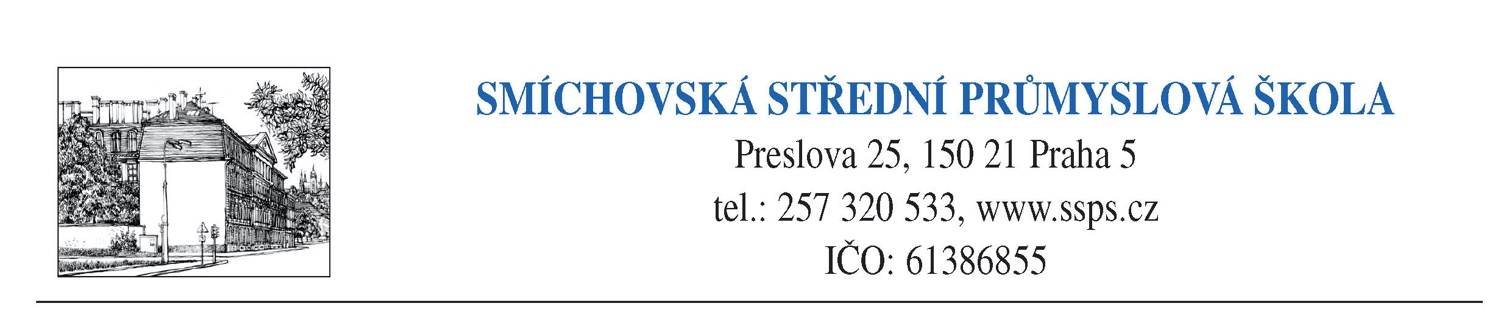 SMÍCHOVSKÁ STŘEDNÍ PRŮMYSLOVÁ ŠKOLA
Preslova 25, 150 21 Praha 5
tel.: 257 320 533, www.ssps.cz
IČO: 61386855